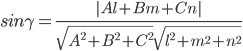 sinγ = |Al + Bm + Cn| / √A² + B² + C² √l² + m² + n²